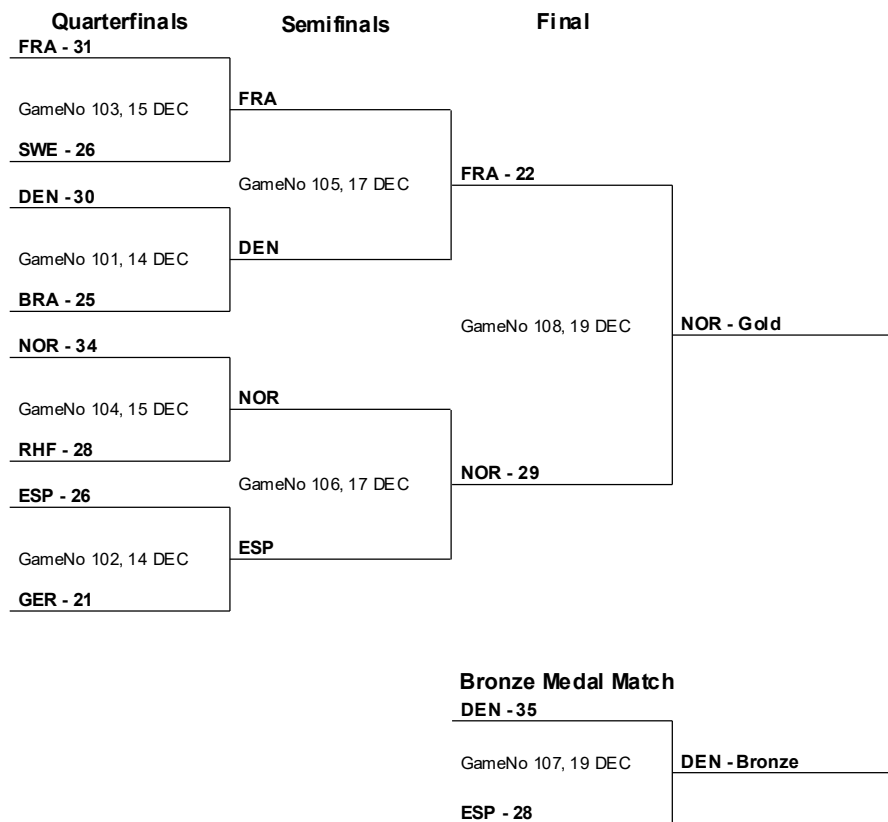 Quarterfinals
Semifinals
Final
FRA - 31
GameNo 103, 15 DEC
FRA
SWE - 26
GameNo 105, 17 DEC
FRA - 22
DEN - 30
GameNo 101, 14 DEC
DEN
BRA - 25
GameNo 108, 19 DEC
NOR - Gold
NOR - 34
GameNo 104, 15 DEC
NOR
RHF - 28
GameNo 106, 17 DEC
NOR - 29
ESP - 26
GameNo 102, 14 DEC
ESP
GER - 21
Bronze Medal Match
DEN - 35
GameNo 107, 19 DEC
DEN - Bronze
ESP - 28